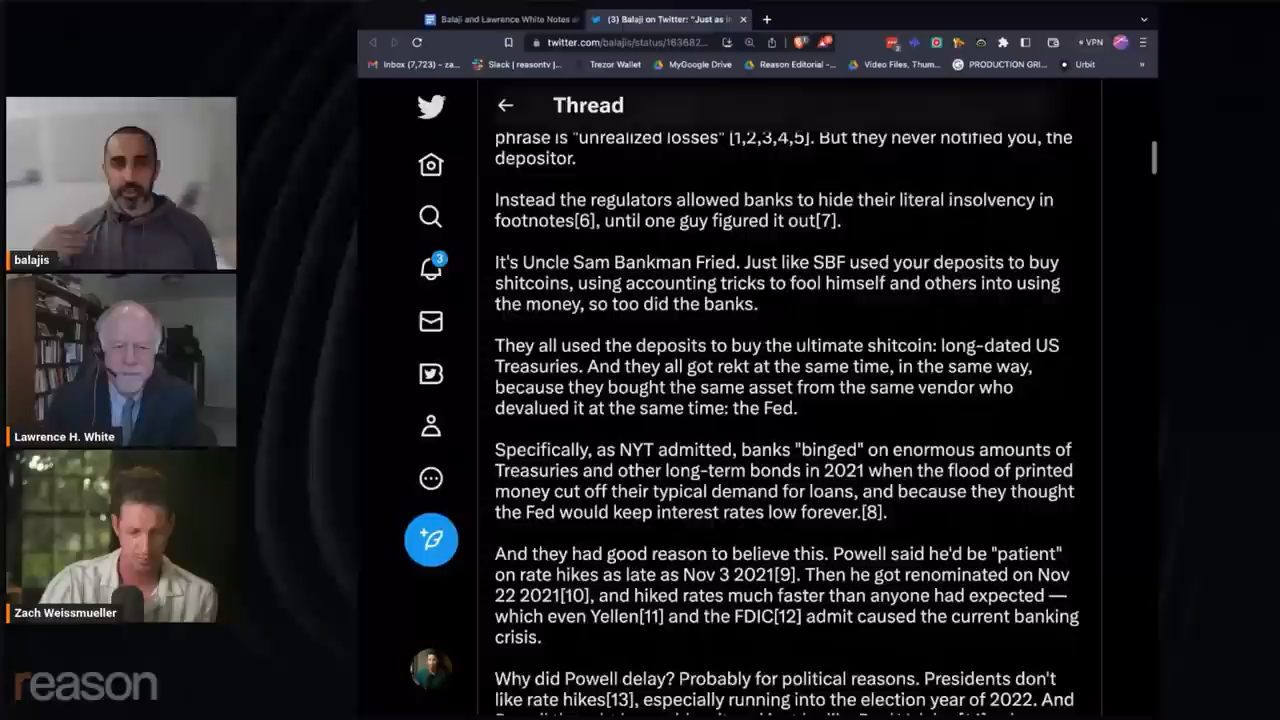 Balaji and Lawrence White Notes
(3) Balaji on Twitter: "Just as
twitter.com/balajis/status/163682...
VPN
Inbox (7,723) – za...
Slack | reasontv |...
Trezor Wallet
MyGoogle Drive
Reason Editorial -...
Video Files, Thum...
PRODUCTION GRI...
Urbit
»
Thread
phrase is "unrealized losses" [1,2,3,4,5]. But they never notified you, the
depositor.
Instead the regulators allowed banks to hide their literal insolvency in
footnotes[6], until one guy figured it out[7].
It's Uncle Sam Bankman Fried. Just like SBF used your deposits to buy
shitcoins, using accounting tricks to fool himself and others into using
the money, so too did the banks.
They all used the deposits to buy the ultimate shitcoin: long-dated US
Treasuries. And they all got rekt at the same time, in the same way,
because they bought the same asset from the same vendor who
devalued it at the same time: the Fed.
Specifically, as NYT admitted, banks "binged" on enormous amounts of
Treasuries and other long-term bonds in 2021 when the flood of printed
money cut off their typical demand for loans, and because they thought
the Fed would keep interest rates low forever.[8].
And they had good reason to believe this. Powell said he'd be "patient"
on rate hikes as late as Nov 3 2021[9]. Then he got renominated on Nov
22 2021[10], and hiked rates much faster than anyone had expected —
which even Yellen[11] and the FDIC[12] admit caused the current banking
crisis.
Why did Powell delay? Probably for political reasons. Presidents don't
like rate hikes[13], especially running into the election year of 2022. And
3
balajis
Lawrence H. White
Zach Weissmueller
reason